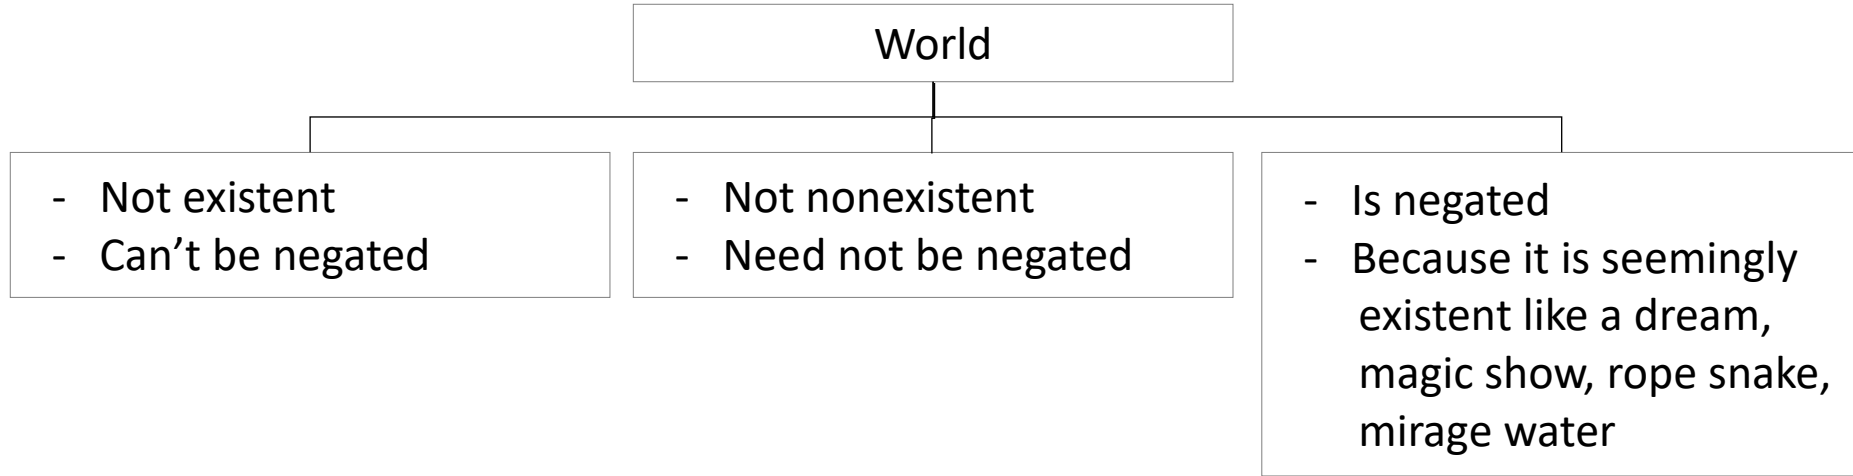 World
- Not existent
- Can’t be negated
- Not nonexistent
- Need not be negated
- Is negated
- Because it is seemingly
existent like a dream,
magic show, rope snake,
mirage water